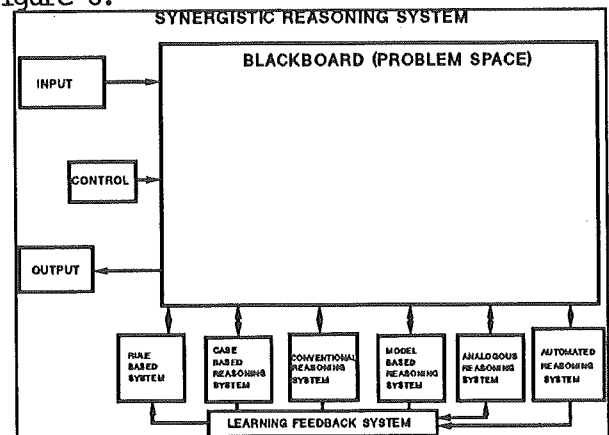 igure 6.
SYNERGISTIC REASONING SYSTEM
BLACKBOARD (PROBLEM SPACE)
INPUT
CONTROL
OUTPUT
RULE
BASED
SYSTEM
CASE
BASED
REASONING
SYSTEM
CONVENTIONAL
REASONING
SYSTEM
MODEL
BASED
REASONING
SYSTEM
ANALOGOUS
REASONING
SYSTEM
AUTOMATED
REASONING
SYSTEM
LEARNING FEEDBACK SYSTEM